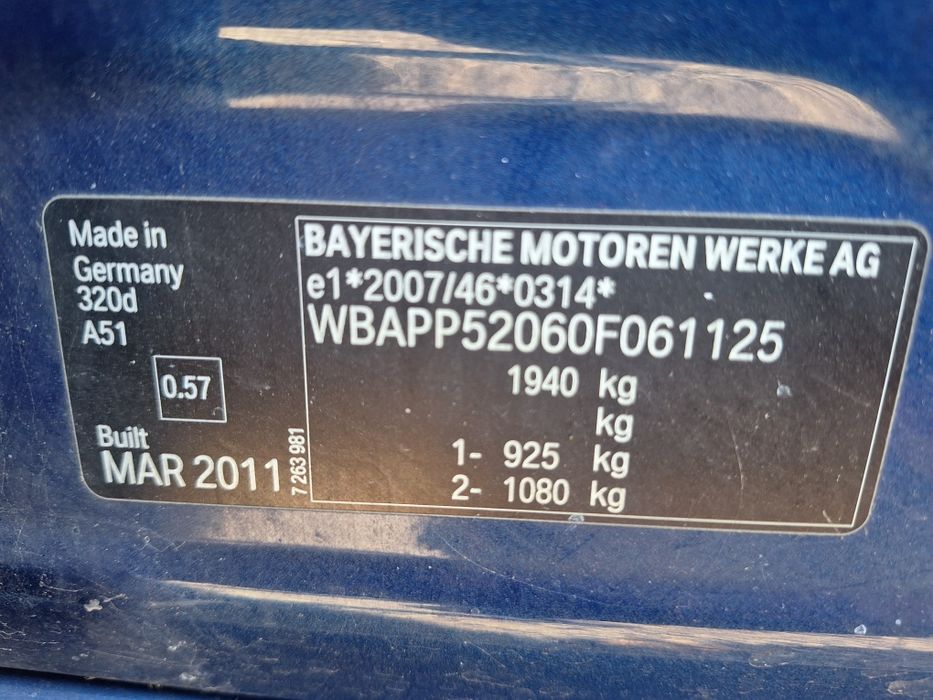 Made in
Germany
320d
A51
0.57
Built
MAR 2011
7 263 981
BAYERISCHE MOTOREN WERKE AG
e1*2007/46*0314*
WBAPP52060F061125
1940 kg
kg
1- 925 kg
2- 1080 kg